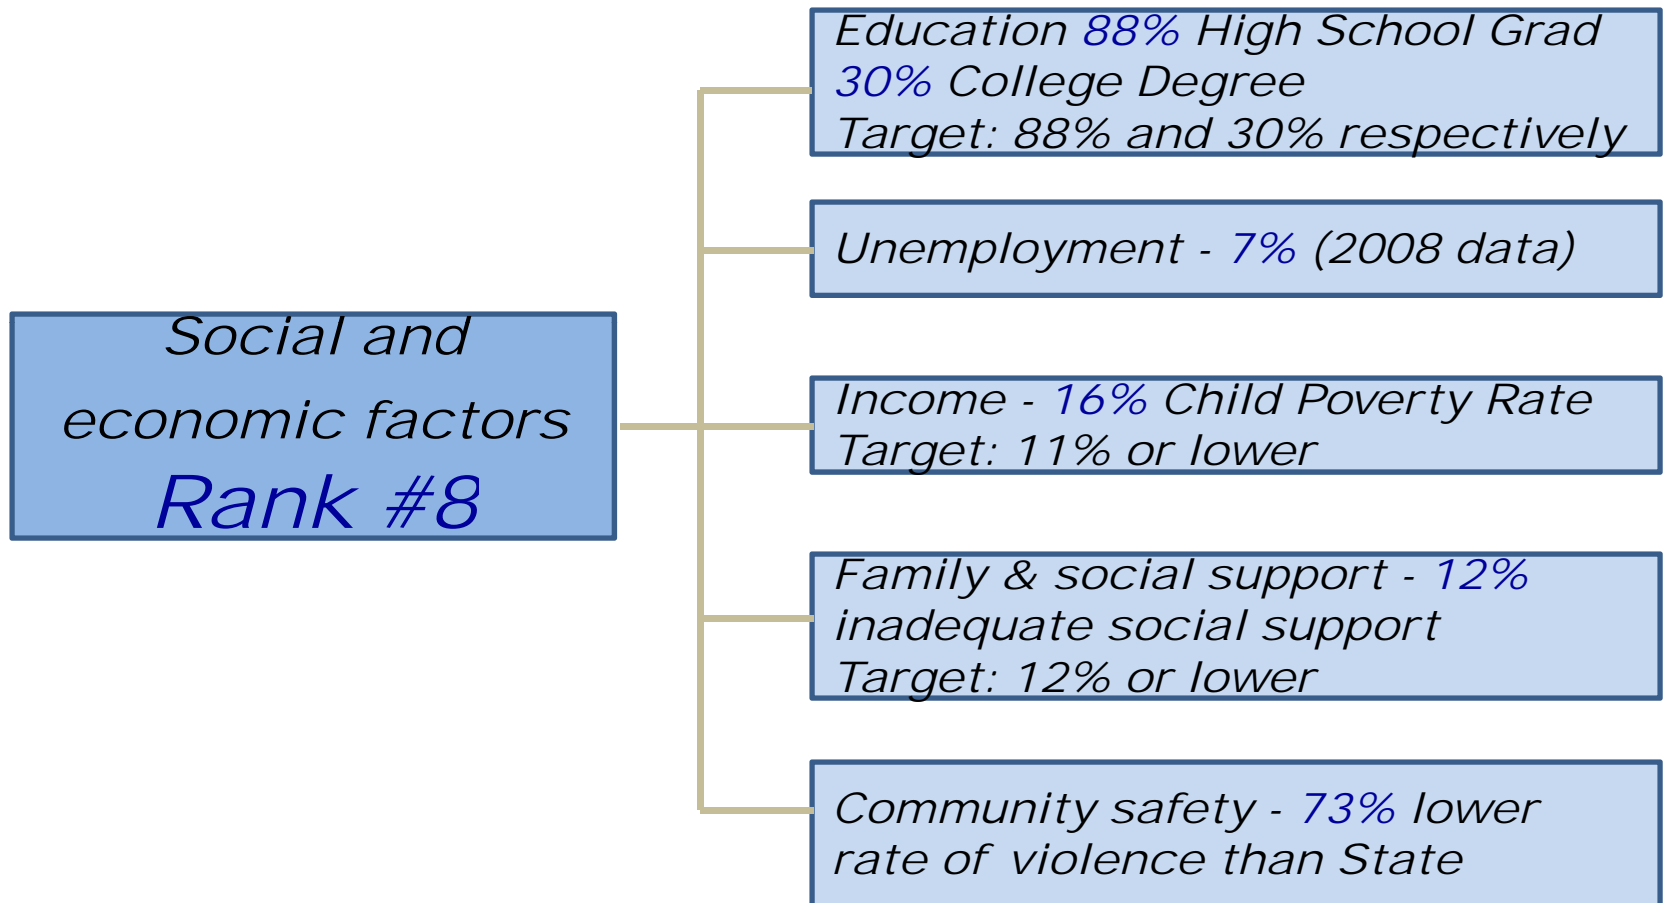 Social and
economic factors
Rank #8
Education 88% High School Grad
30% College Degree
Target: 88% and 30% respectively
Unemployment - 7% (2008 data)
Income - 16% Child Poverty Rate
Target: 11% or lower
Family & social support - 12%
inadequate social support
Target: 12% or lower
Community safety - 73% lower
rate of violence than State